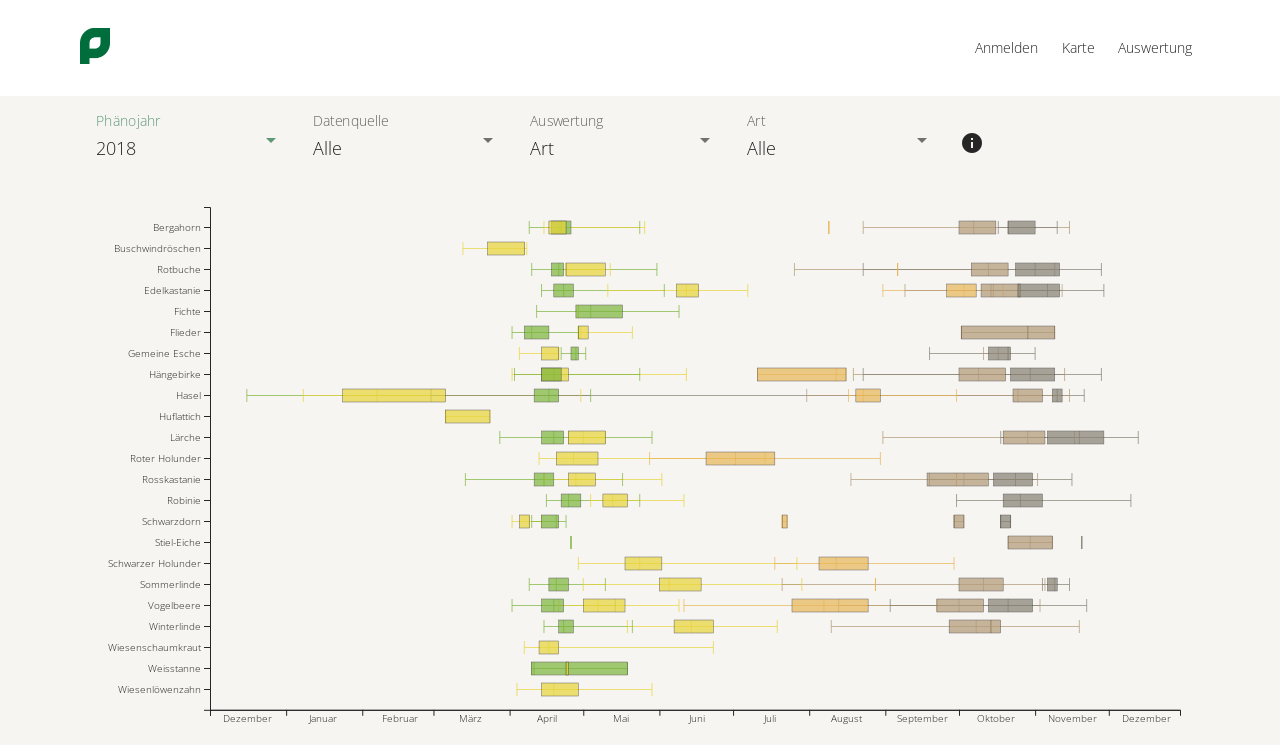 Anmelden Karte Auswertung
Phänojahr Datenquelle Auswertung Art
2018 Alle Art Alle
Bergahorn
Buschwindröschen
Rotbuche
Edelkastanie
Fichte
Flieder
Gemeine Esche
Hängebirke
Hasel
Huflattich
Lärche
Roter Holunder
Rosskastanie
Robinie
Schwarzdorn
Stiel-Eiche
Schwarzer Holunder
Sommerlinde
Vogelbeere
Winterlinde
Wiesenschaumkraut
Weisstanne
Wiesenlöwenzahn
Dezember Januar Februar März April Mai Juni Juli August September Oktober November Dezember